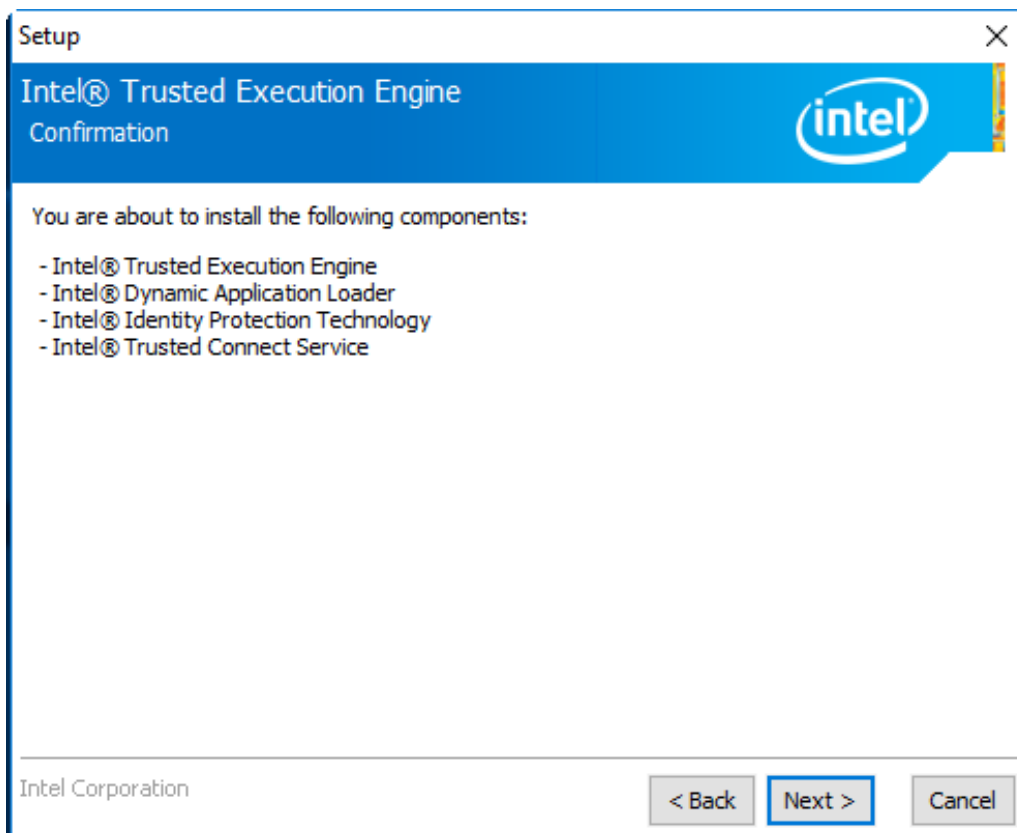 Setup
Intel® Trusted Execution Engine
Confirmation
intel
You are about to install the following components:
- Intel® Trusted Execution Engine
- Intel® Dynamic Application Loader
- Intel® Identity Protection Technology
- Intel® Trusted Connect Service
Intel Corporation
< Back
Next >
Cancel